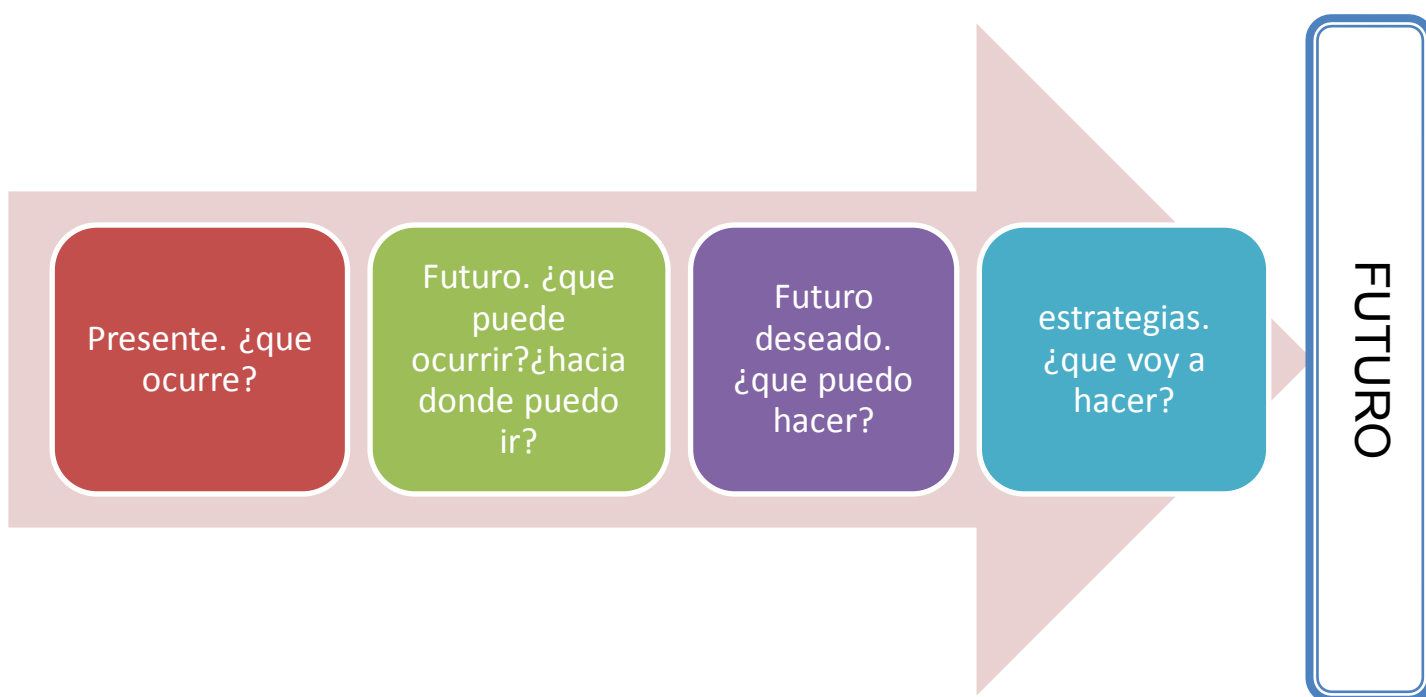 Presente. ¿que
ocurre?
Futuro. ¿que
puede
ocurrir?¿hacia
donde puedo
ir?
Futuro
deseado.
¿que puedo
hacer?
estrategias.
¿que voy a
hacer?
FUTURO